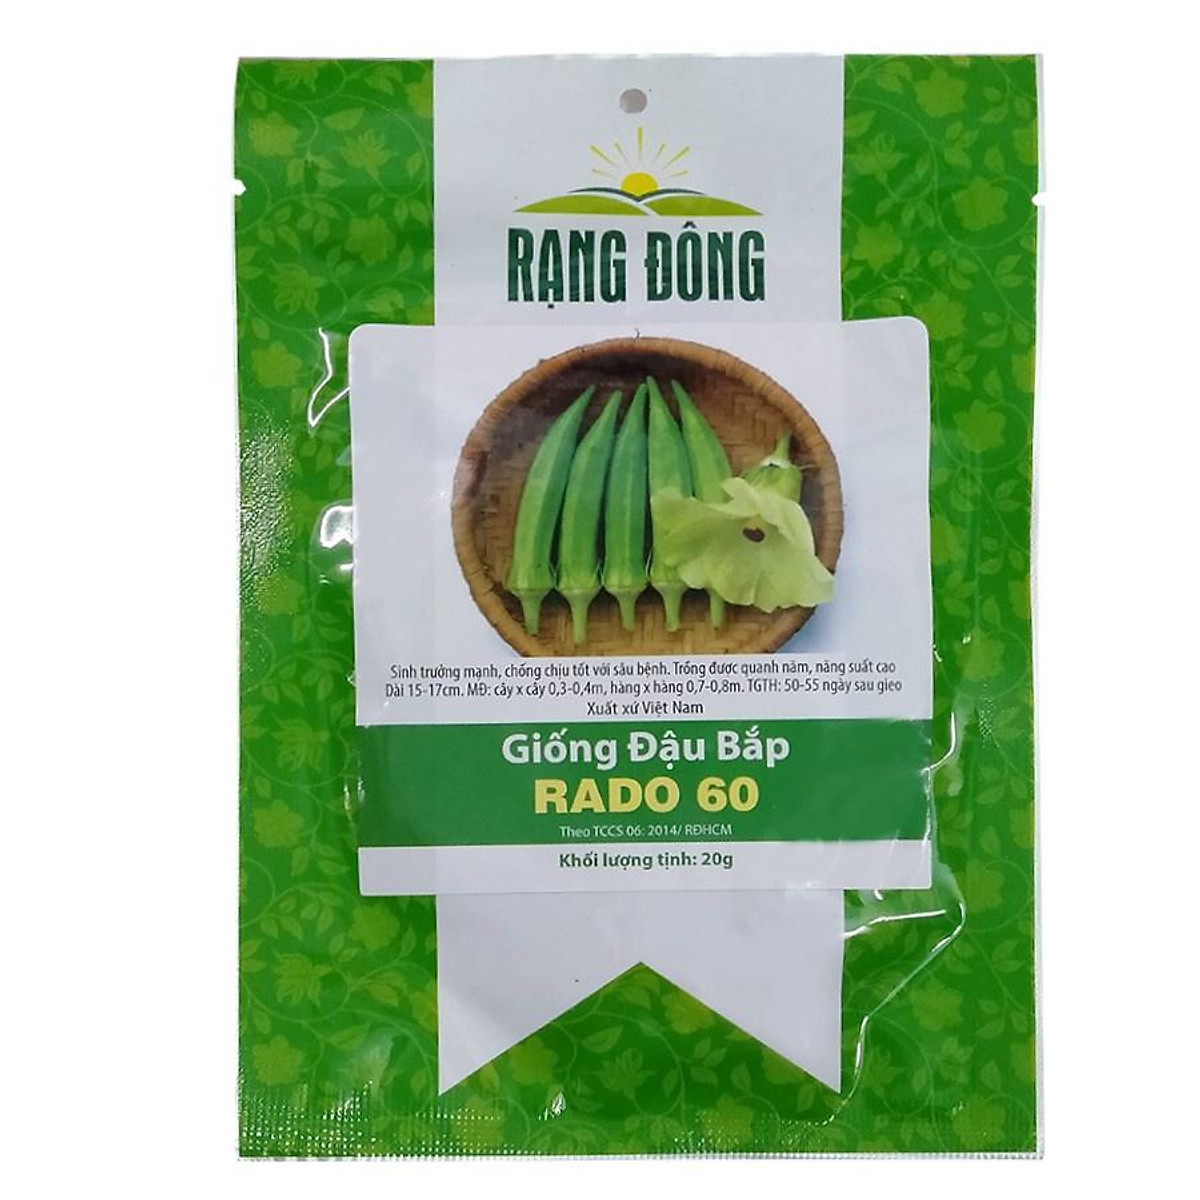 RẠNG ĐÔNG
Sinh trưởng mạnh, chống chịu tốt với sâu bệnh. Trồng được quanh năm, năng suất cao
Dài 15-17cm. MĐ: cây x cây 0,3-0,4m, hàng x hàng 0,7-0,8m. TGTH: 50-55 ngày sau gieo
Xuất xứ Việt Nam
Giống Đậu Bắp
RADO 60
Theo TCCS 06: 2014/ RĐHCM
Khối lượng tịnh: 20g